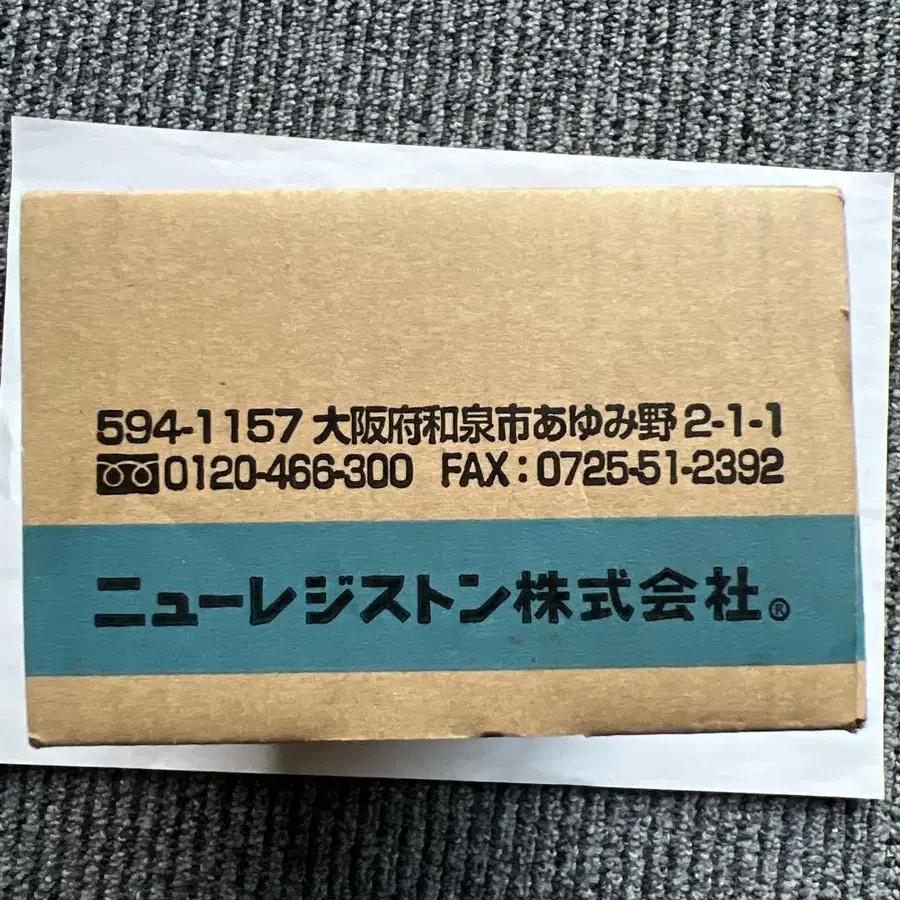 594-1157 大阪府和泉市あゆみ野2-1-1
0120-466-300 FAX:0725-51-2392
ニューレジストン株式会社®